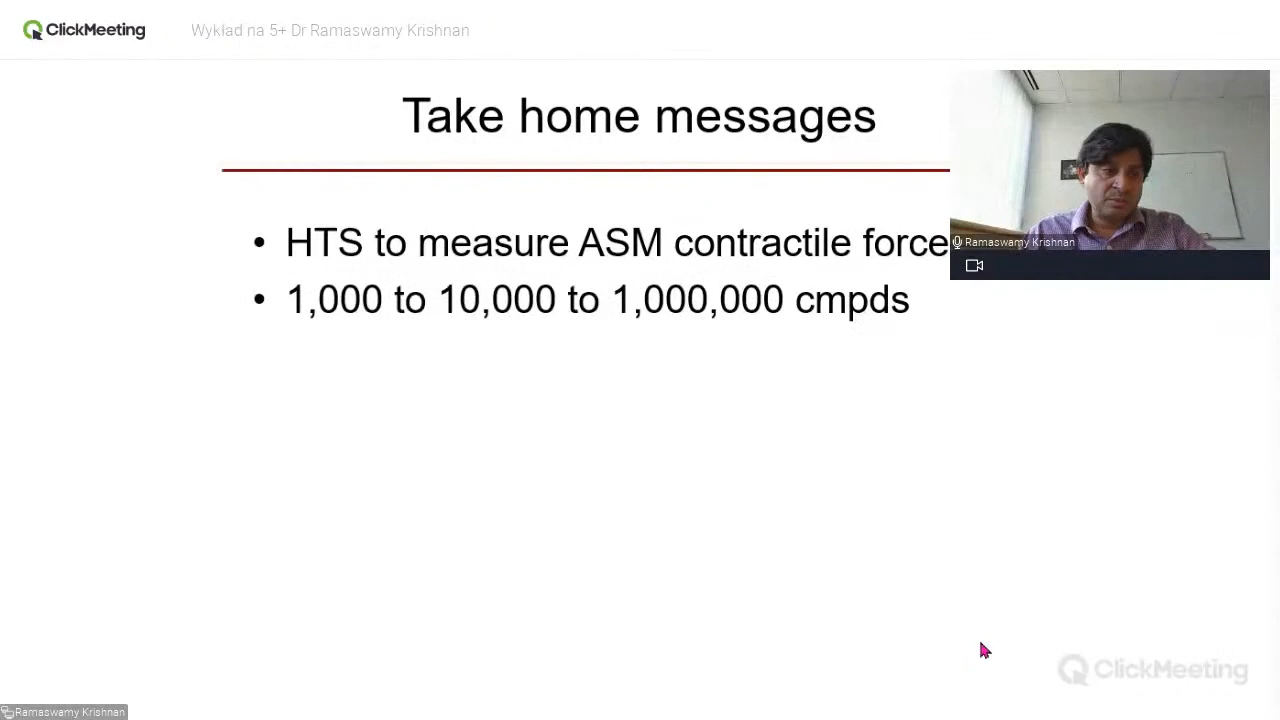 ClickMeeting
Wykład na 5+ Dr Ramaswamy Krishnan
Take home messages
• HTS to measure ASM contractile force
• 1,000 to 10,000 to 1,000,000 cmpds
Ramaswamy Krishnan
ClickMeeting
Ramaswamy Krishnan